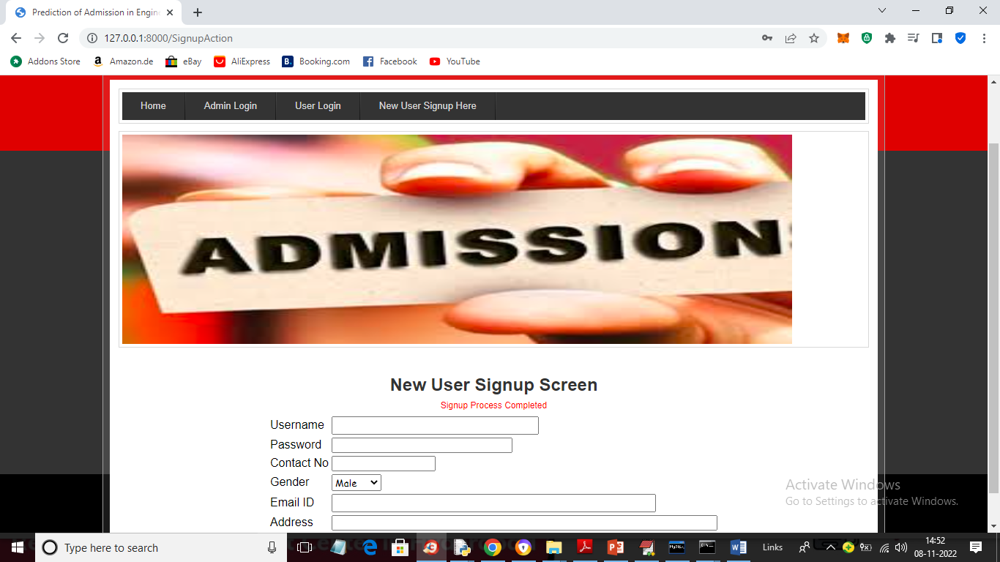 Prediction of Admission in Engine
127.0.0.1:8000/SignupAction
Addons Store Amazon.de eBay AliExpress Booking.com Facebook YouTube
Home Admin Login User Login New User Signup Here
ADMISSIONS
New User Signup Screen
Signup Process Completed
Username
Password
Contact No
Gender Male
Email ID
Address
Activate Windows
Go to Settings to activate Windows.
Type here to search
Links
14:52
08-11-2022